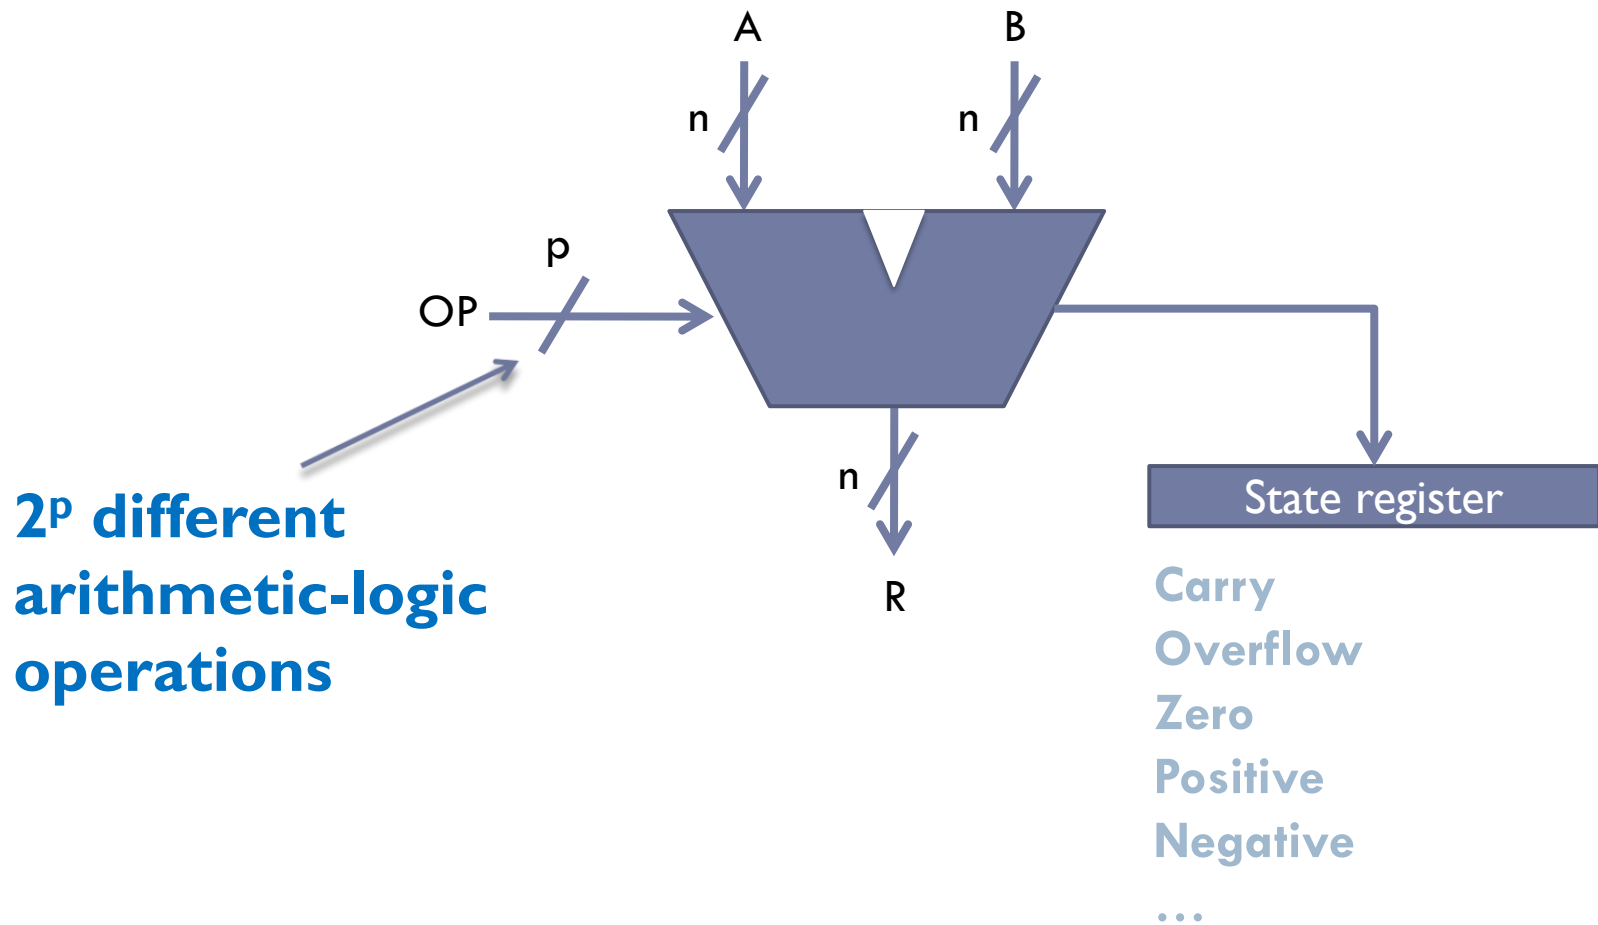 A
B
n
n
p
OP
n
R
State register
2ᵖ different
arithmetic-logic
operations
Carry
Overflow
Zero
Positive
Negative
...